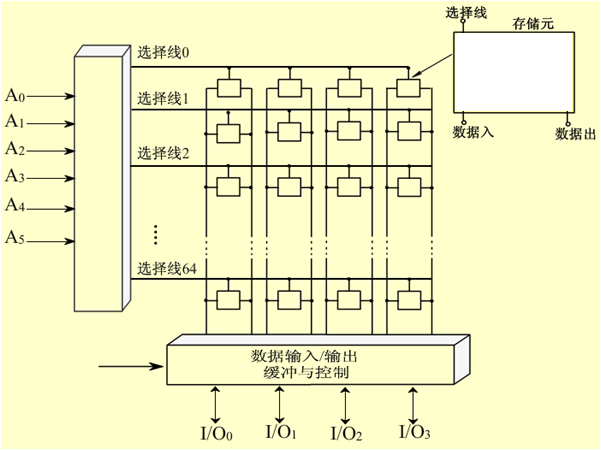 选择线
存储元
数据入
数据出
选择线0
选择线1
选择线2
选择线64
A0
A1
A2
A3
A4
A5
数据输入/输出
缓冲与控制
I/O0
I/O1
I/O2
I/O3